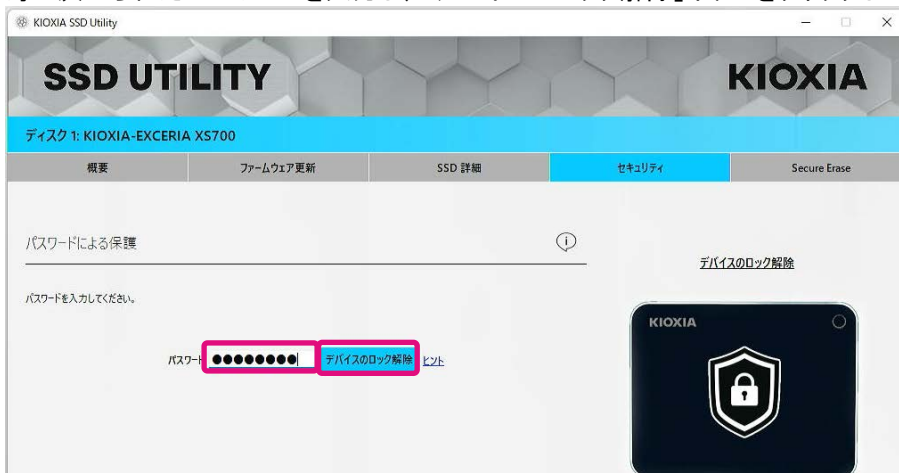 KIOXIA SSD Utility
SSD UTILITY
KIOXIA
ディスク 1: KIOXIA-EXCERIA XS700
概要
ファームウェア更新
SSD 詳細
セキュリティ
Secure Erase
パスワードによる保護
デバイスのロック解除
パスワードを入力してください。
KIOXIA
パスワード ●●●●●●●● デバイスのロック解除 ヒント